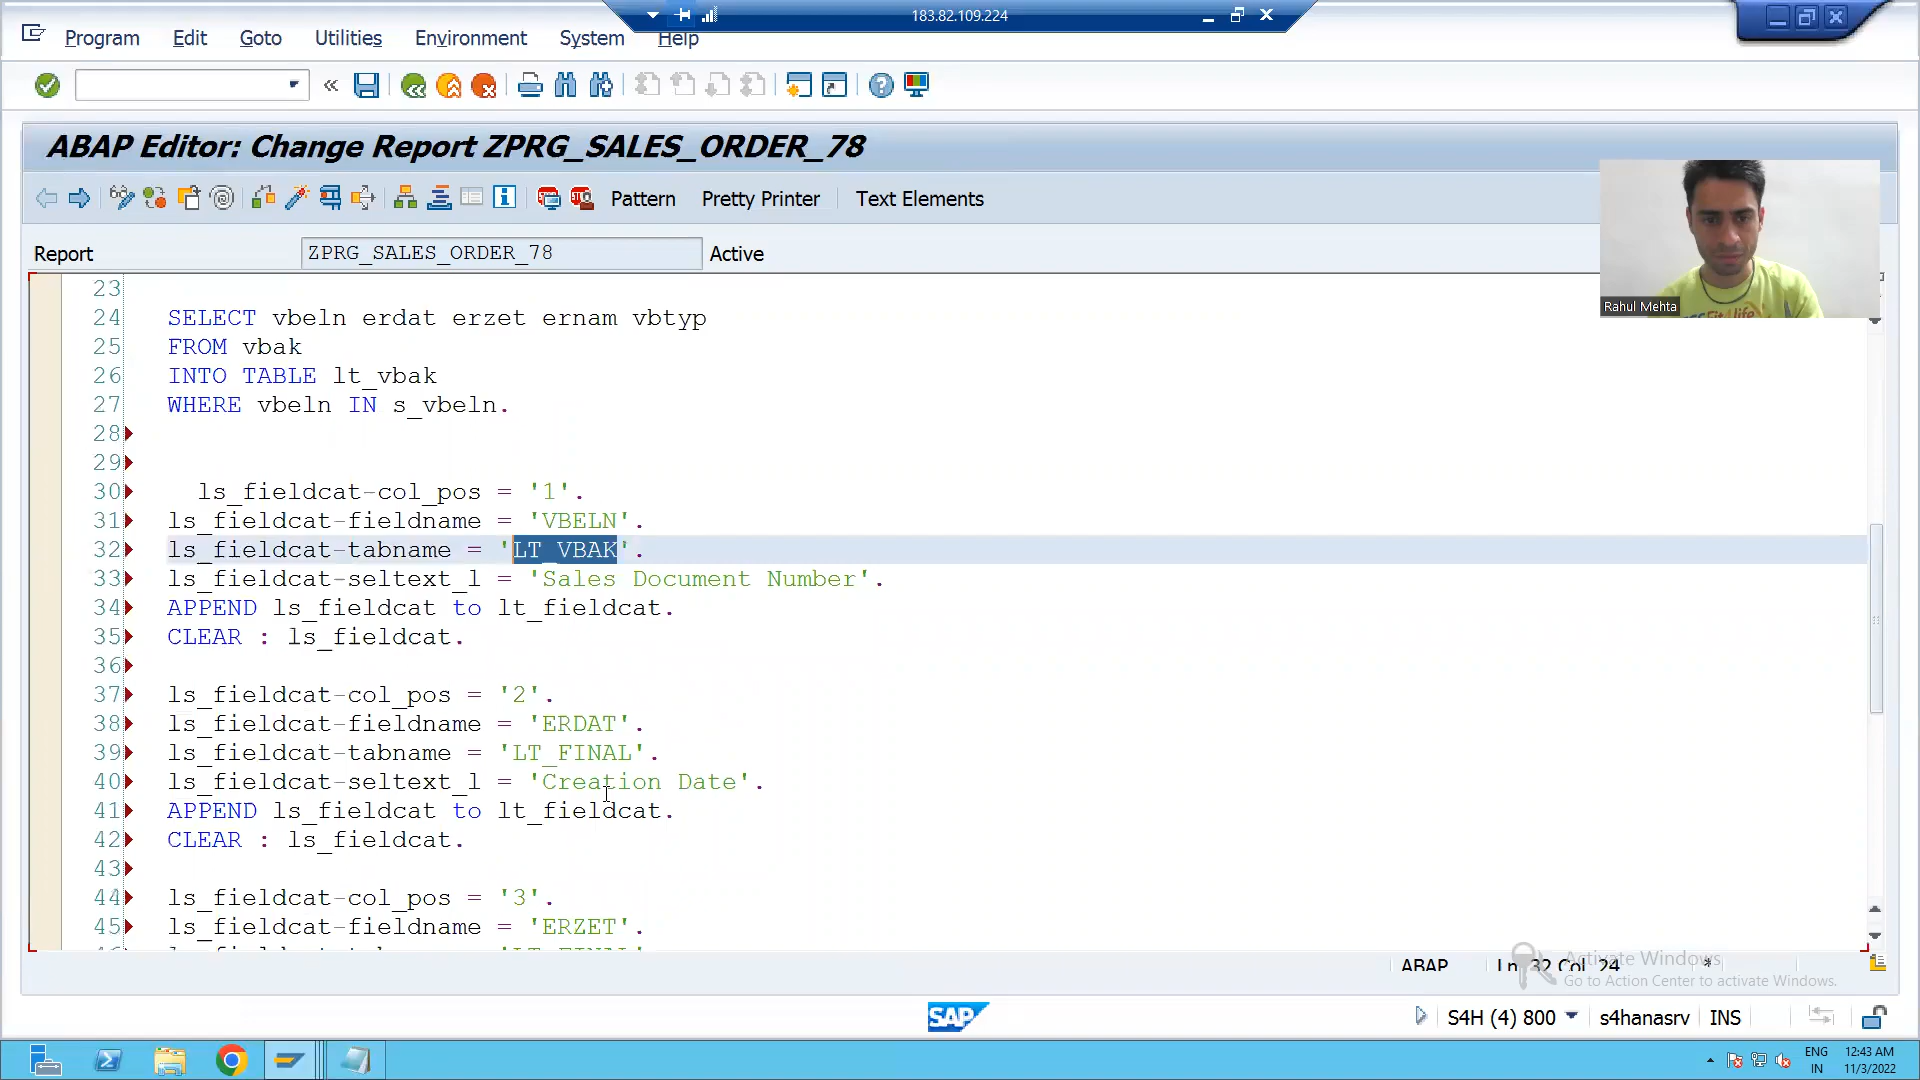 183.82.109.224
Program Edit Goto Utilities Environment System Help
ABAP Editor: Change Report ZPRG_SALES_ORDER_78
Pattern Pretty Printer Text Elements
Report ZPRG_SALES_ORDER_78 Active
Rahul Mehta
23
24 SELECT vbeln erdat erzet ernam vbtyp
25 FROM vbak
26 INTO TABLE lt_vbak
27 WHERE vbeln IN s_vbeln.
28
29
30 ls_fieldcat-col_pos = '1'.
31 ls_fieldcat-fieldname = 'VBELN'.
32 ls_fieldcat-tabname = 'LT_VBAK'.
33 ls_fieldcat-seltext_l = 'Sales Document Number'.
34 APPEND ls_fieldcat to lt_fieldcat.
35 CLEAR : ls_fieldcat.
36
37 ls_fieldcat-col_pos = '2'.
38 ls_fieldcat-fieldname = 'ERDAT'.
39 ls_fieldcat-tabname = 'LT_FINAL'.
40 ls_fieldcat-seltext_l = 'Creation Date'.
41 APPEND ls_fieldcat to lt_fieldcat.
42 CLEAR : ls_fieldcat.
43
44 ls_fieldcat-col_pos = '3'.
45 ls_fieldcat-fieldname = 'ERZET'.
ABAP Ln 32 Col 24 *
Activate Windows
Go to Action Center to activate Windows.
SAP
S4H (4) 800 s4hanasrv INS
ENG 12:43 AM
IN 11/3/2022